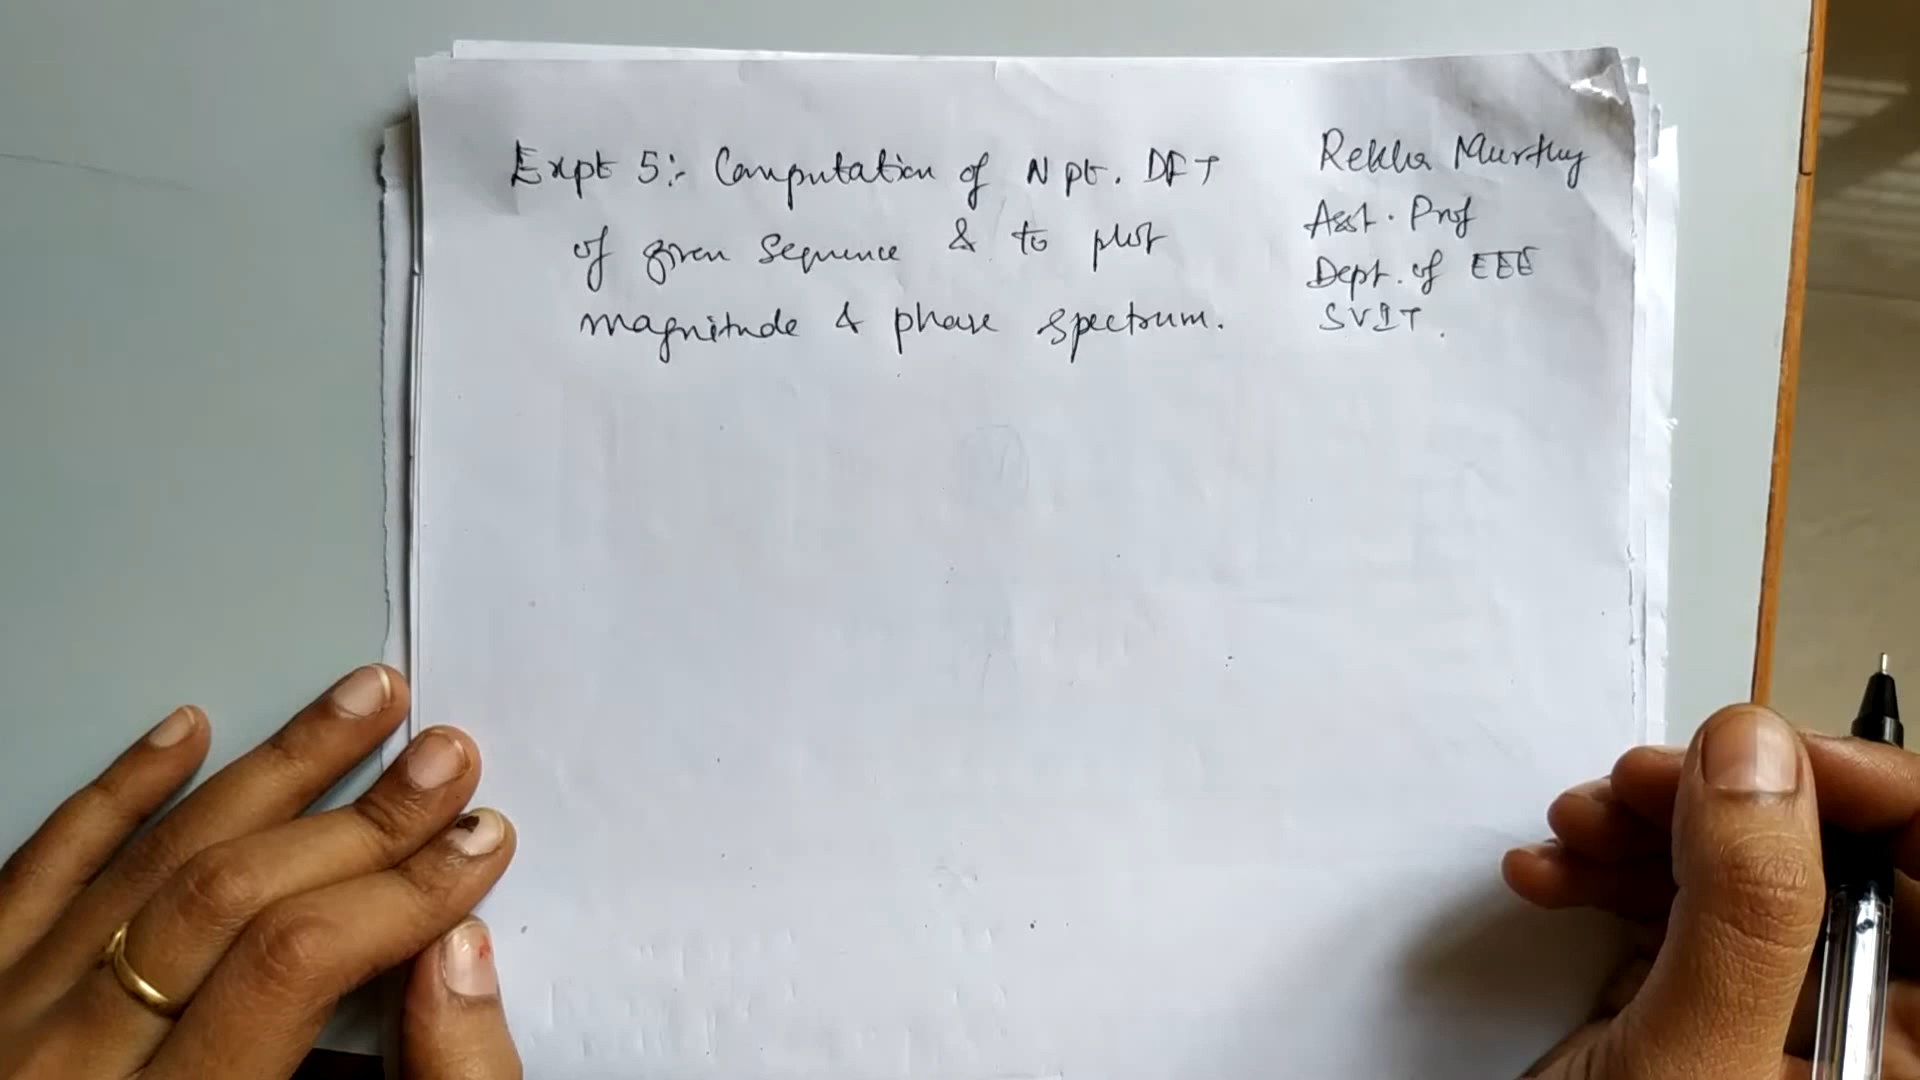 Expt 5:- Computation of N pt. DFT
of given sequence & to plot
magnitude & phase spectrum.
Rekha Murthy
Asst. Prof
Dept. of EEE
SVIT.